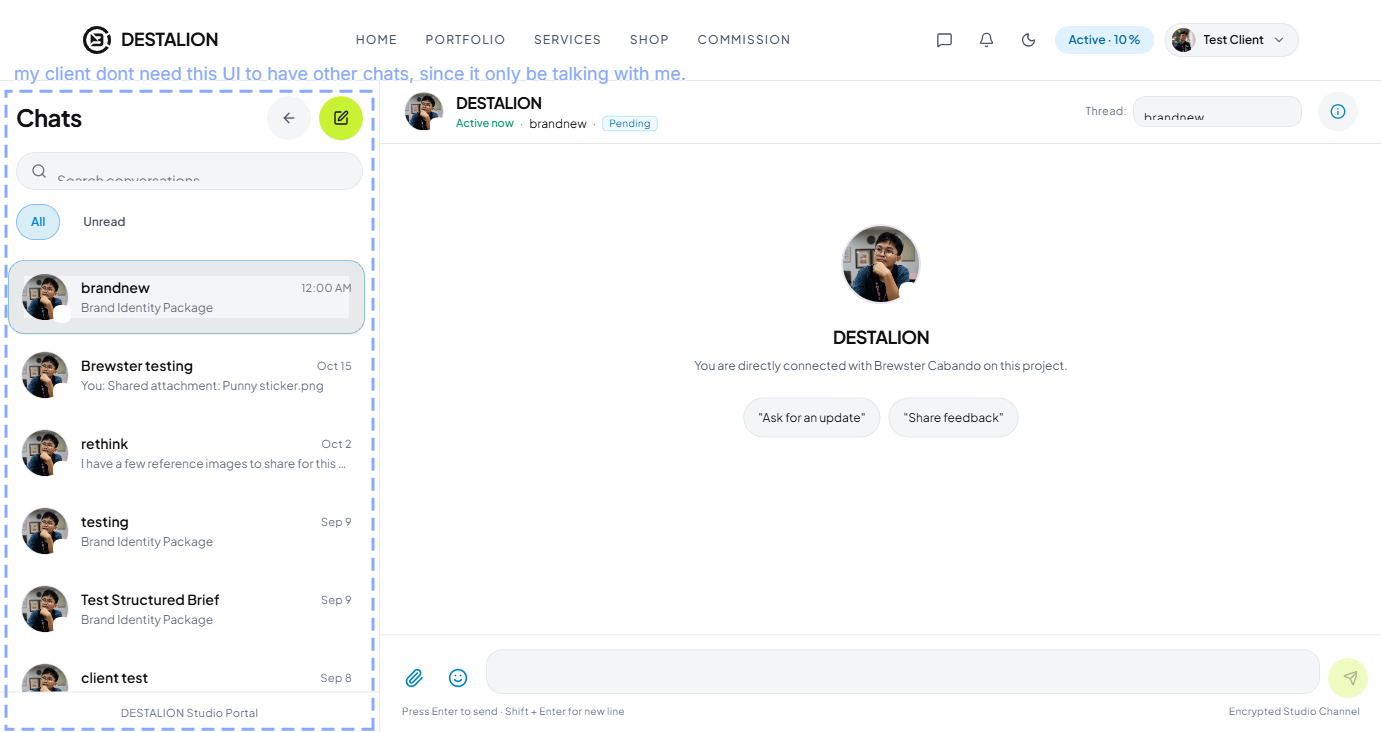 DESTALION
HOME PORTFOLIO SERVICES SHOP COMMISSION
Active · 10%
Test Client
my client dont need this UI to have other chats, since it only be talking with me.
Chats
Search conversations
All Unread
brandnew 12:00 AM
Brand Identity Package
Brewster testing Oct 15
You: Shared attachment: Punny sticker.png
rethink Oct 2
I have a few reference images to share for this ...
testing Sep 9
Brand Identity Package
Test Structured Brief Sep 9
Brand Identity Package
client test Sep 8
DESTALION Studio Portal
DESTALION
Active now · brandnew · Pending
Thread: brandnew
DESTALION
You are directly connected with Brewster Cabando on this project.
"Ask for an update" "Share feedback"
Press Enter to send · Shift + Enter for new line
Encrypted Studio Channel